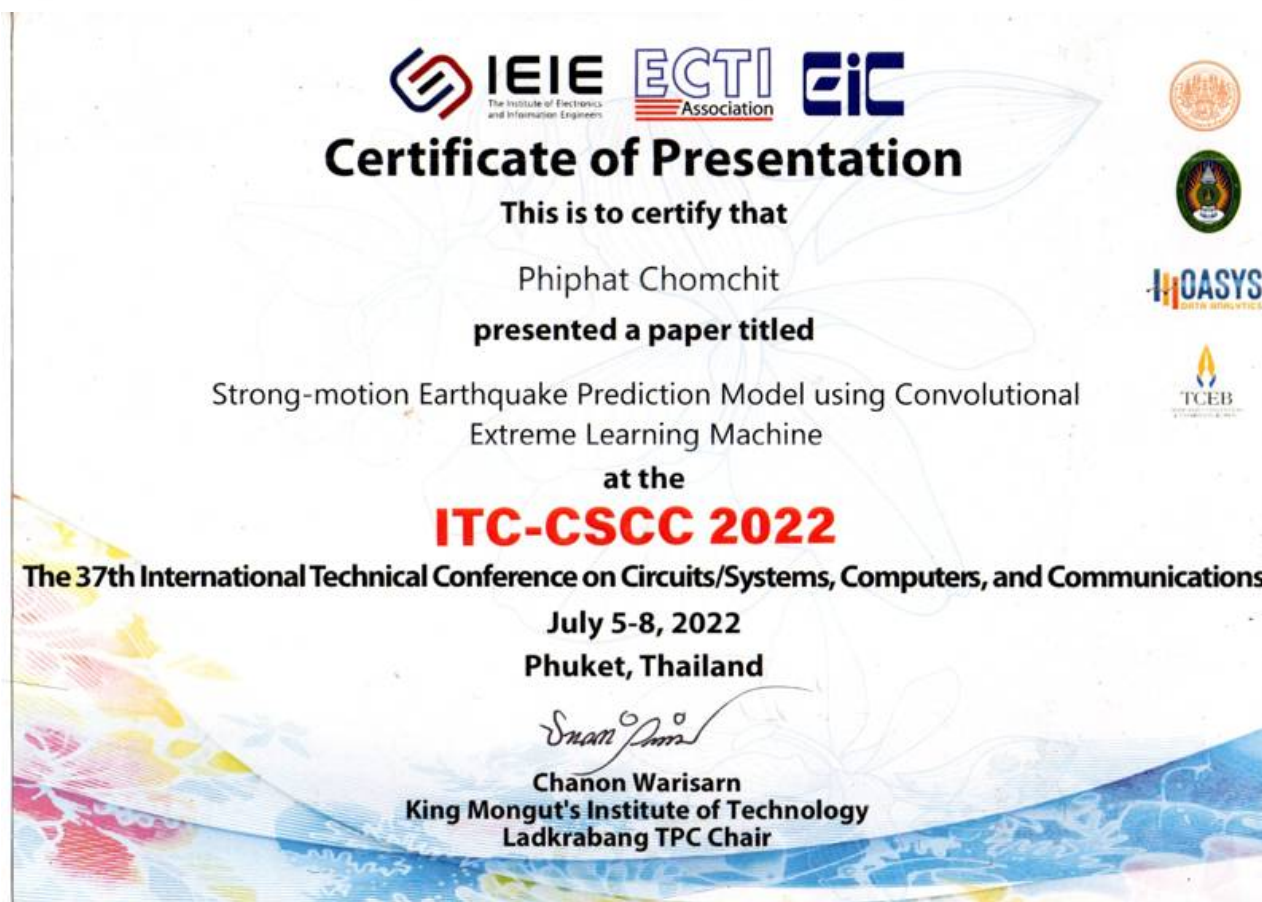 IEIE
The Institute of Electronics
and Information Engineers
ECTI
Association
EiC
Certificate of Presentation
This is to certify that
Phiphat Chomchit
presented a paper titled
Strong-motion Earthquake Prediction Model using Convolutional
Extreme Learning Machine
at the
ITC-CSCC 2022
The 37th International Technical Conference on Circuits/Systems, Computers, and Communications
July 5-8, 2022
Phuket, Thailand
Chanon Warisarn
King Mongut's Institute of Technology
Ladkrabang TPC Chair
OASYS
DATA ANALYTICS
TCEB